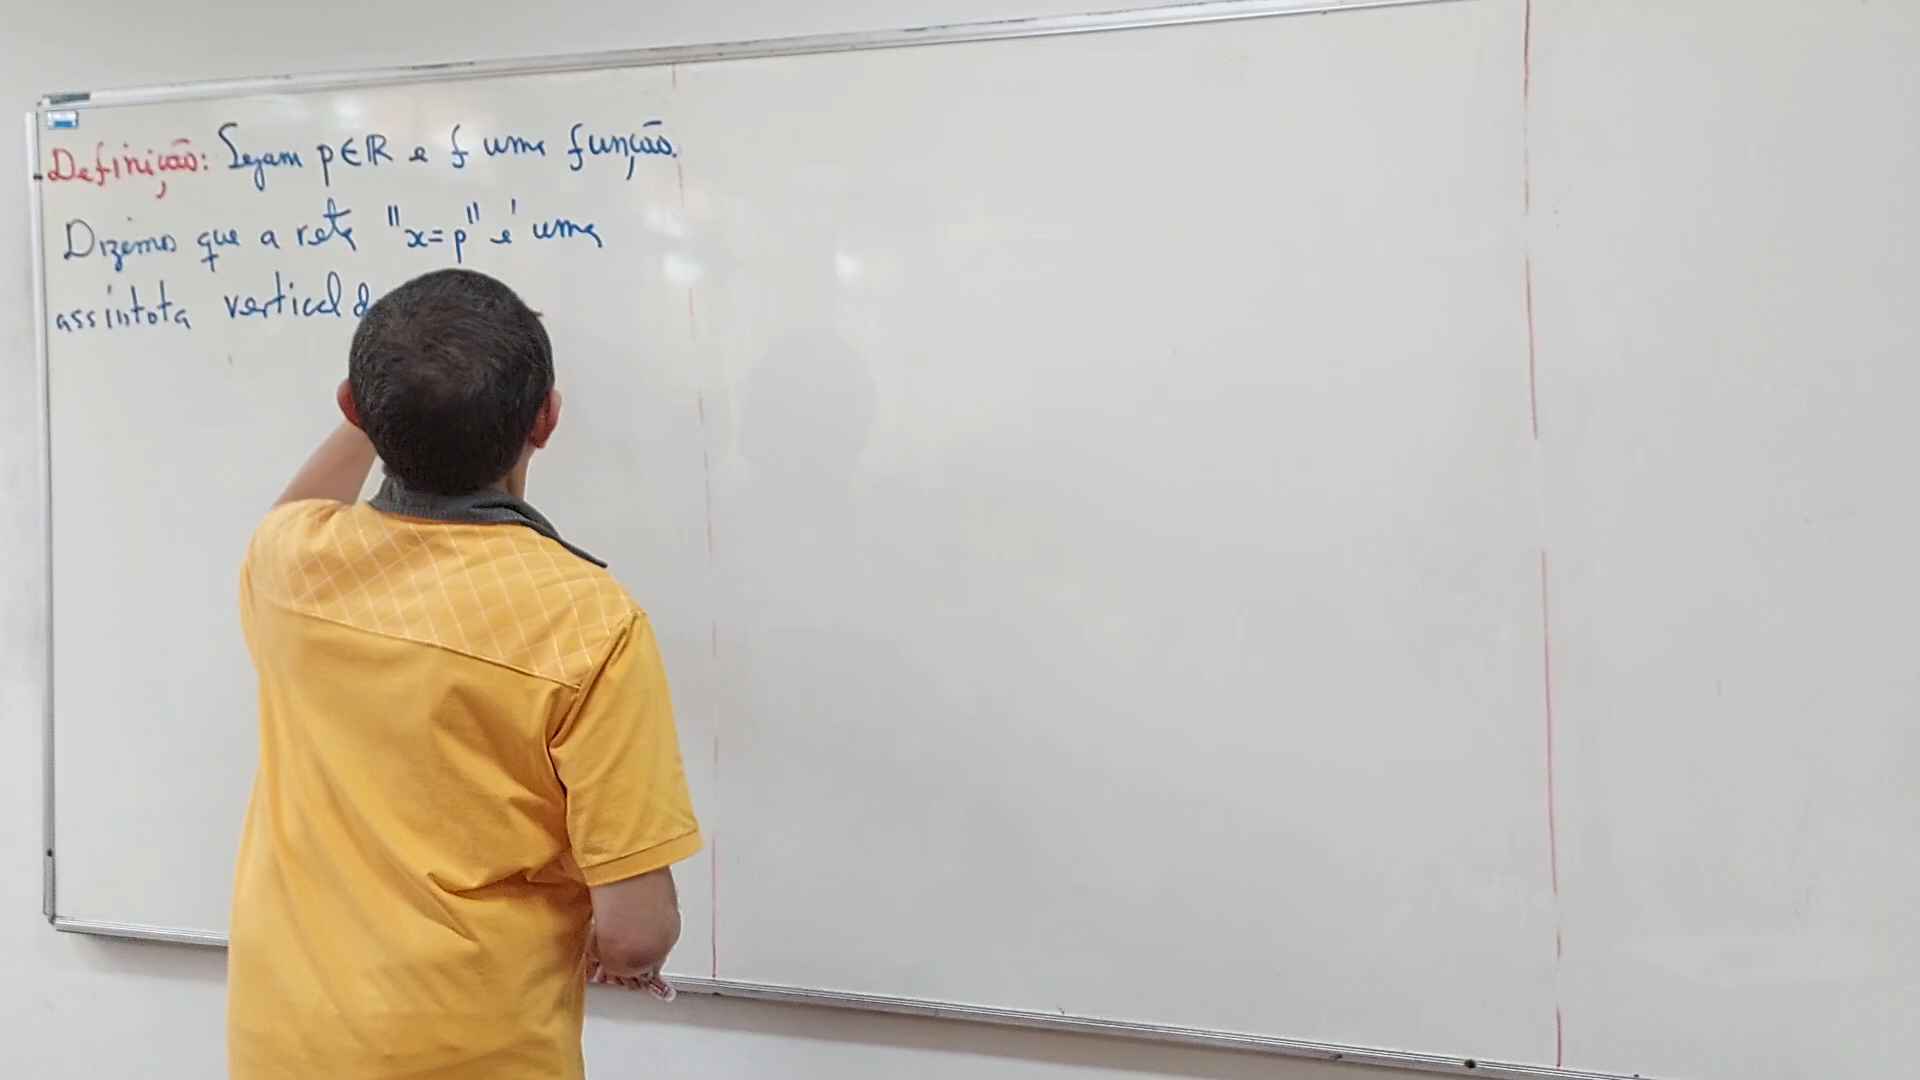 Definição: Sejam p∈ℝ e f uma função.
Dizemos que a reta "x=p" é uma
assíntota vertical